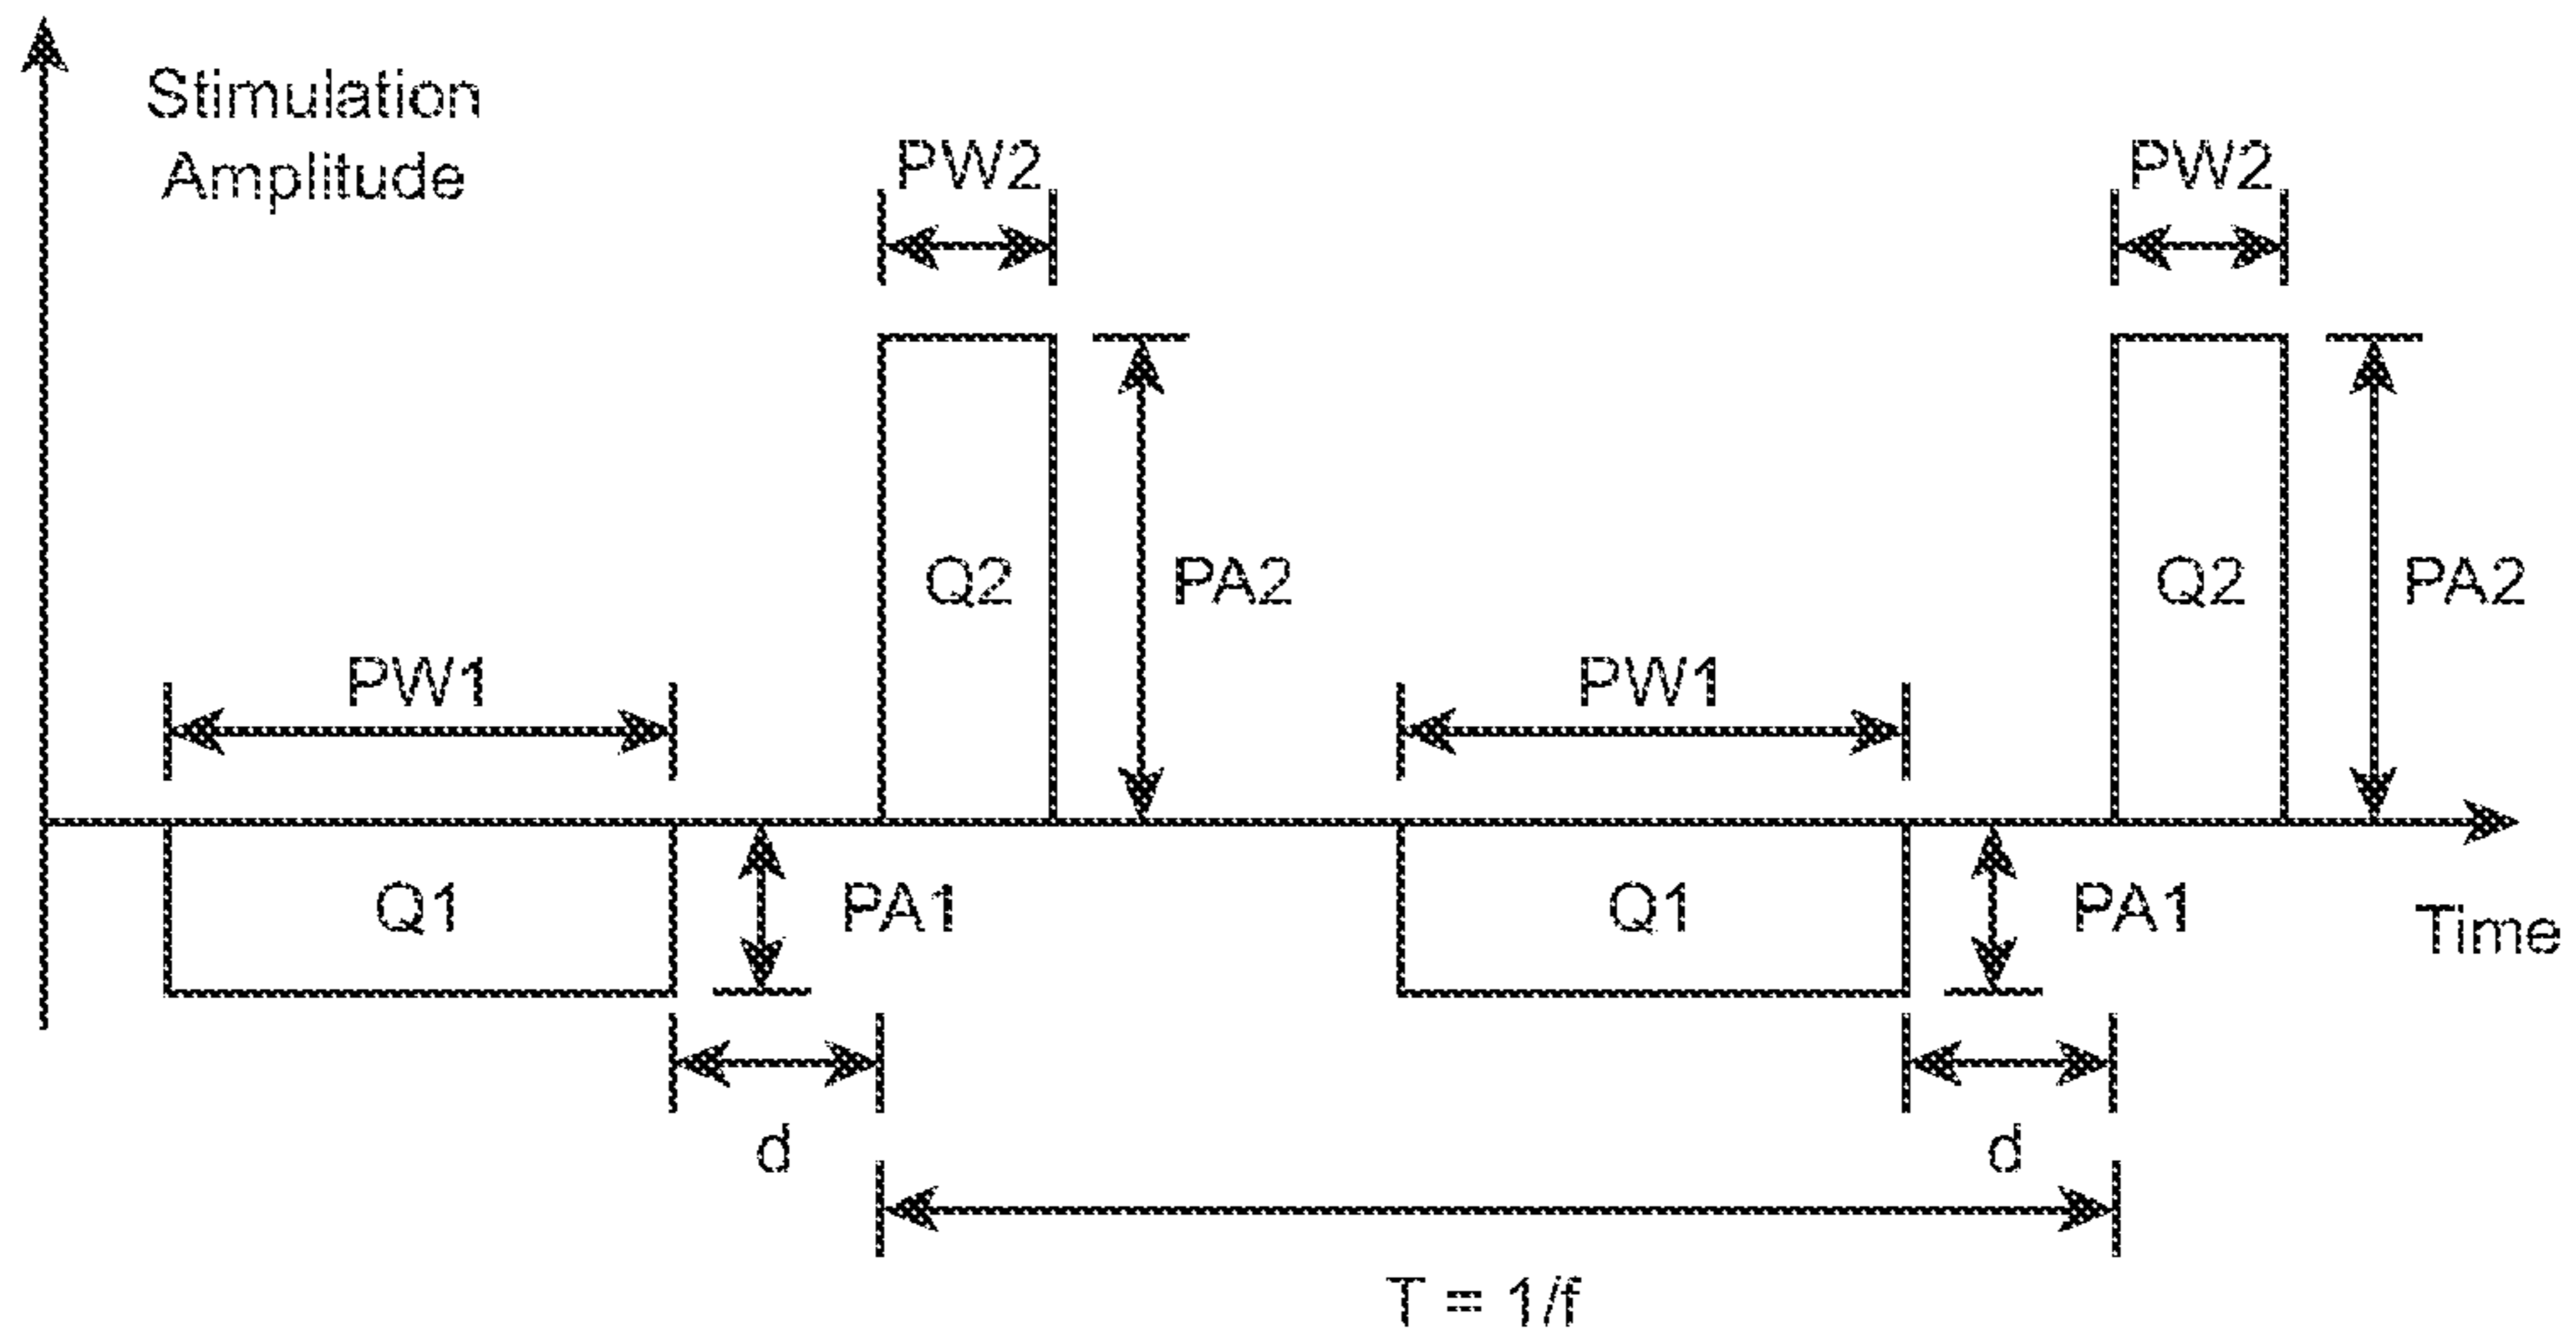 Stimulation
Amplitude
PW2
PW2
Q2
PA2
Q2
PA2
PW1
PW1
Q1
PA1
Q1
PA1
Time
d
d
T = 1/f